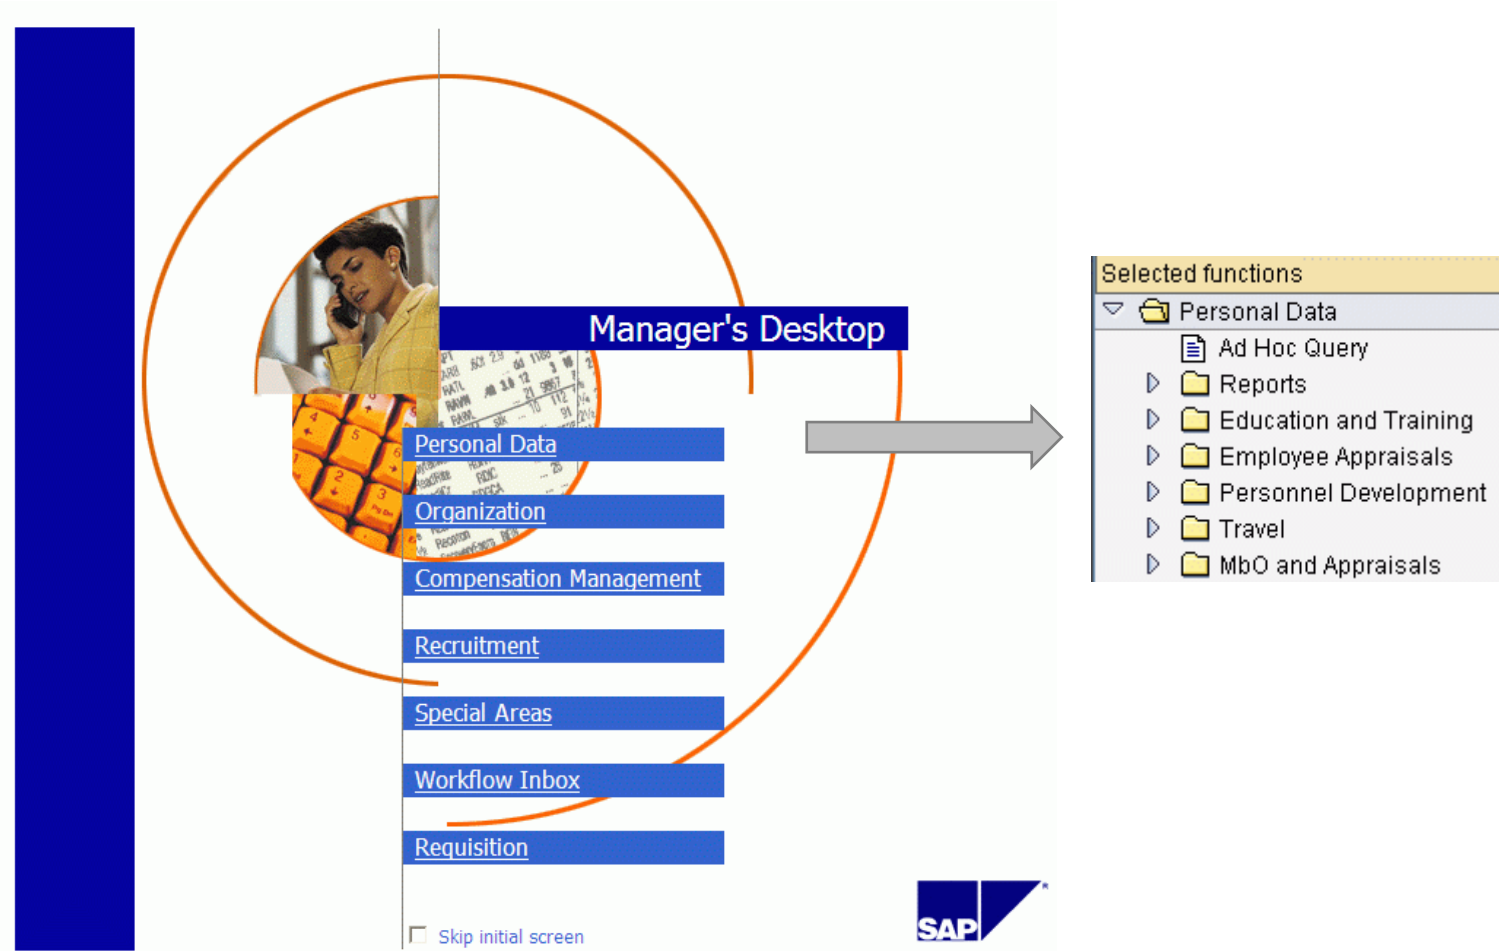 Manager's Desktop
Personal Data
Organization
Compensation Management
Recruitment
Special Areas
Workflow Inbox
Requisition
Skip initial screen
SAP
Selected functions
Personal Data
Ad Hoc Query
Reports
Education and Training
Employee Appraisals
Personnel Development
Travel
MbO and Appraisals